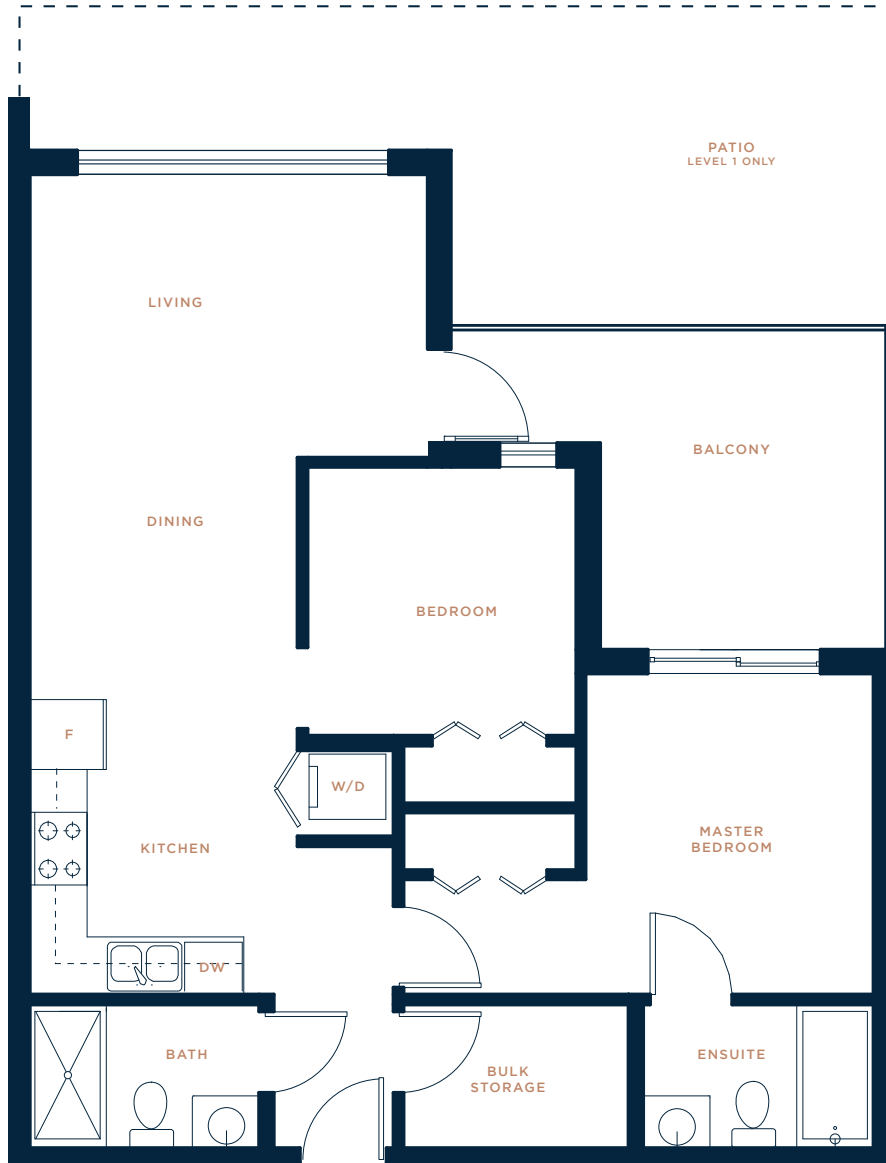 PATIO
LEVEL 1 ONLY
LIVING
BALCONY
DINING
BEDROOM
F
W/D
KITCHEN
MASTER
BEDROOM
DW
BATH
ENSUITE
BULK
STORAGE